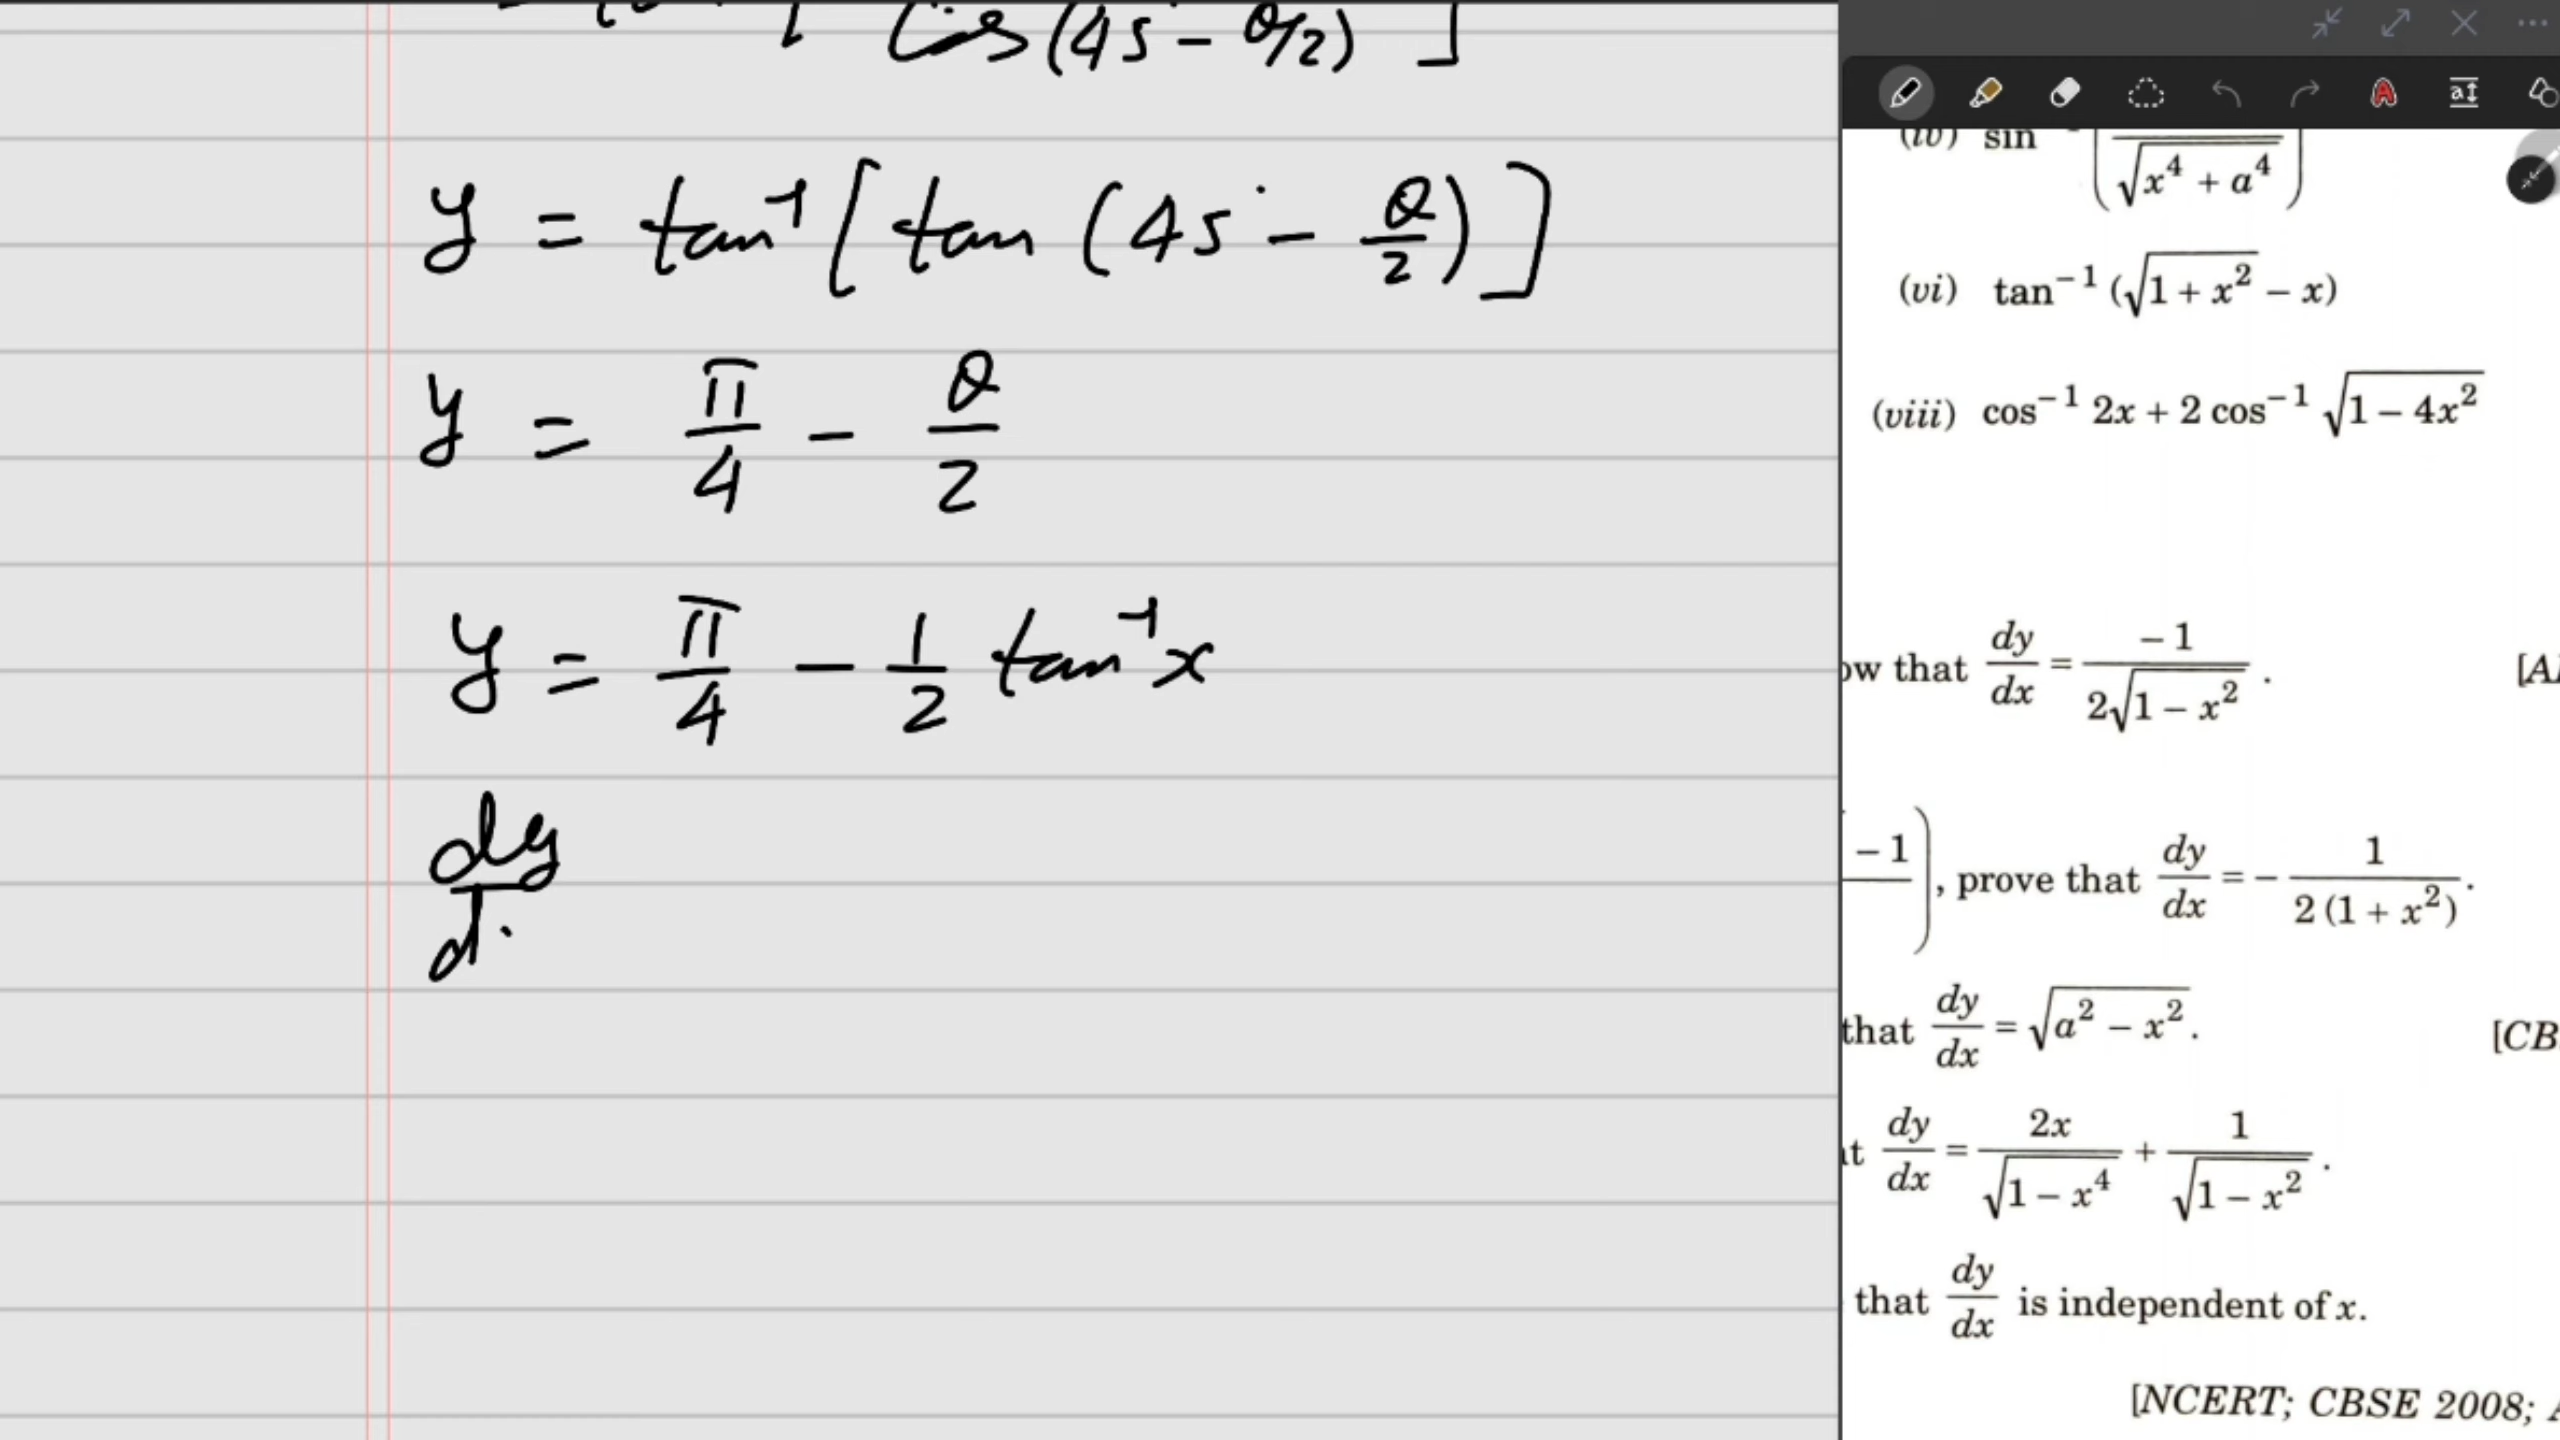 Cos(45° - θ/2) ]
y = tan⁻¹ [ tan (45° - θ/2) ]
y = π/4 - θ/2
y = π/4 - 1/2 tan⁻¹x
dy/d
(iv) sin
√(x⁴ + a⁴)
(vi) tan⁻¹ (√(1 + x²) - x)
(viii) cos⁻¹ 2x + 2 cos⁻¹ √(1 - 4x²)
ow that dy/dx = -1/(2√(1 - x²)) . [A
- 1 ), prove that dy/dx = - 1/(2 (1 + x²)) .
that dy/dx = √(a² - x²) . [CB
t dy/dx = 2x/√(1 - x⁴) + 1/√(1 - x²) .
that dy/dx is independent of x.
[NCERT; CBSE 2008;